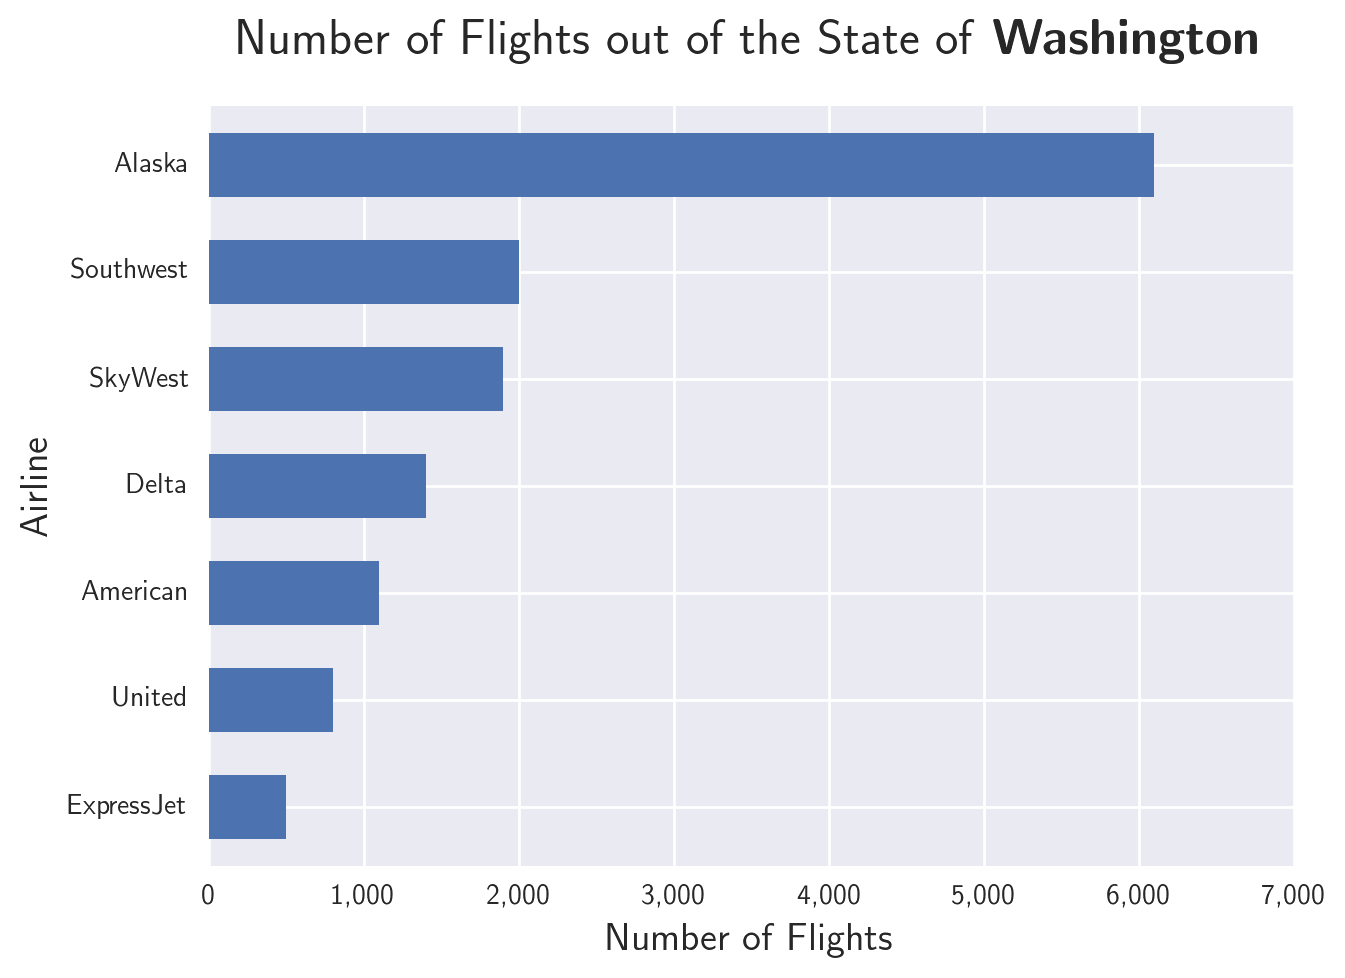 Number of Flights out of the State of Washington
Alaska
Southwest
SkyWest
Delta
American
United
ExpressJet
Airline
0 1,000 2,000 3,000 4,000 5,000 6,000 7,000
Number of Flights